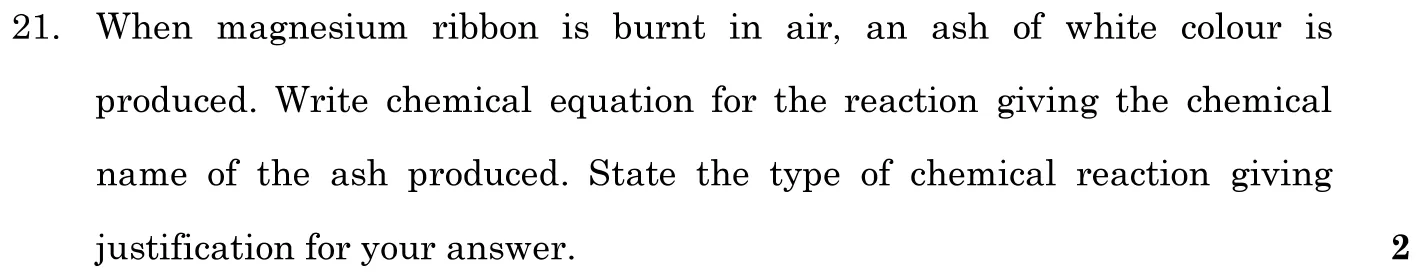 21. When magnesium ribbon is burnt in air, an ash of white colour is
produced. Write chemical equation for the reaction giving the chemical
name of the ash produced. State the type of chemical reaction giving
justification for your answer. 2